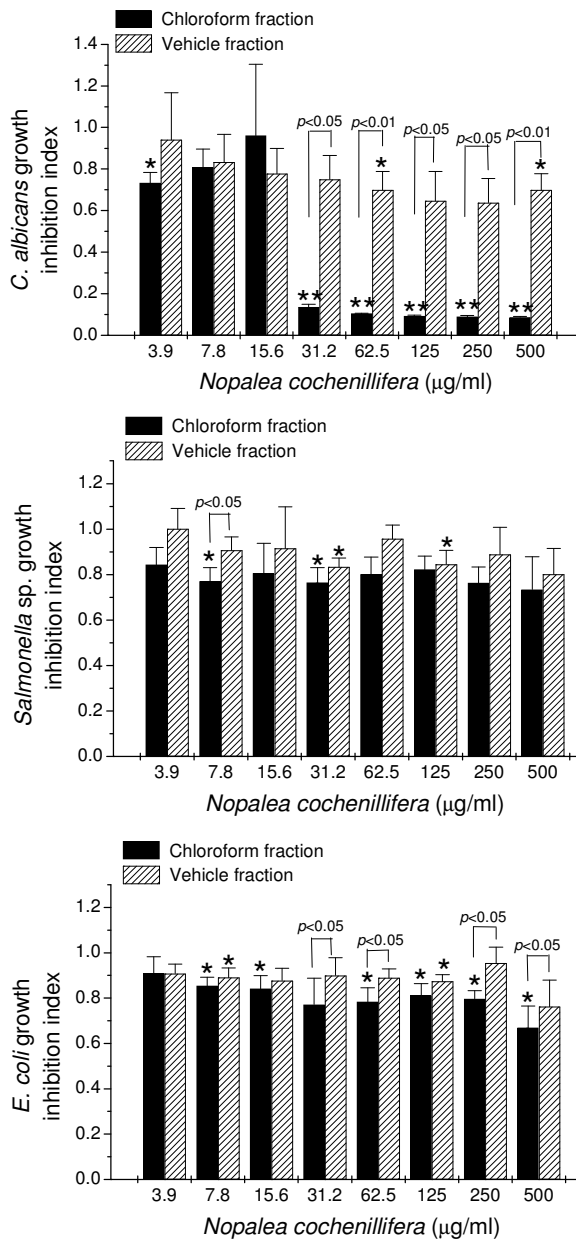 Chloroform fraction
Vehicle fraction
1.4
1.2
1.0
0.8
0.6
0.4
0.2
0.0
C. albicans growth
inhibition index
* p<0.05 p<0.01 * p<0.05 p<0.05 p<0.01 *
** ** ** ** **
3.9 7.8 15.6 31.2 62.5 125 250 500
Nopalea cochenillifera (μg/ml)
Chloroform fraction
Vehicle fraction
1.2
1.0
0.8
0.6
0.4
0.2
0.0
Salmonella sp. growth
inhibition index
p<0.05
* * * *
3.9 7.8 15.6 31.2 62.5 125 250 500
Nopalea cochenillifera (μg/ml)
Chloroform fraction
Vehicle fraction
1.2
1.0
0.8
0.6
0.4
0.2
0.0
E. coli growth
inhibition index
p<0.05 p<0.05 p<0.05 p<0.05
* * * * * * * *
3.9 7.8 15.6 31.2 62.5 125 250 500
Nopalea cochenillifera (μg/ml)